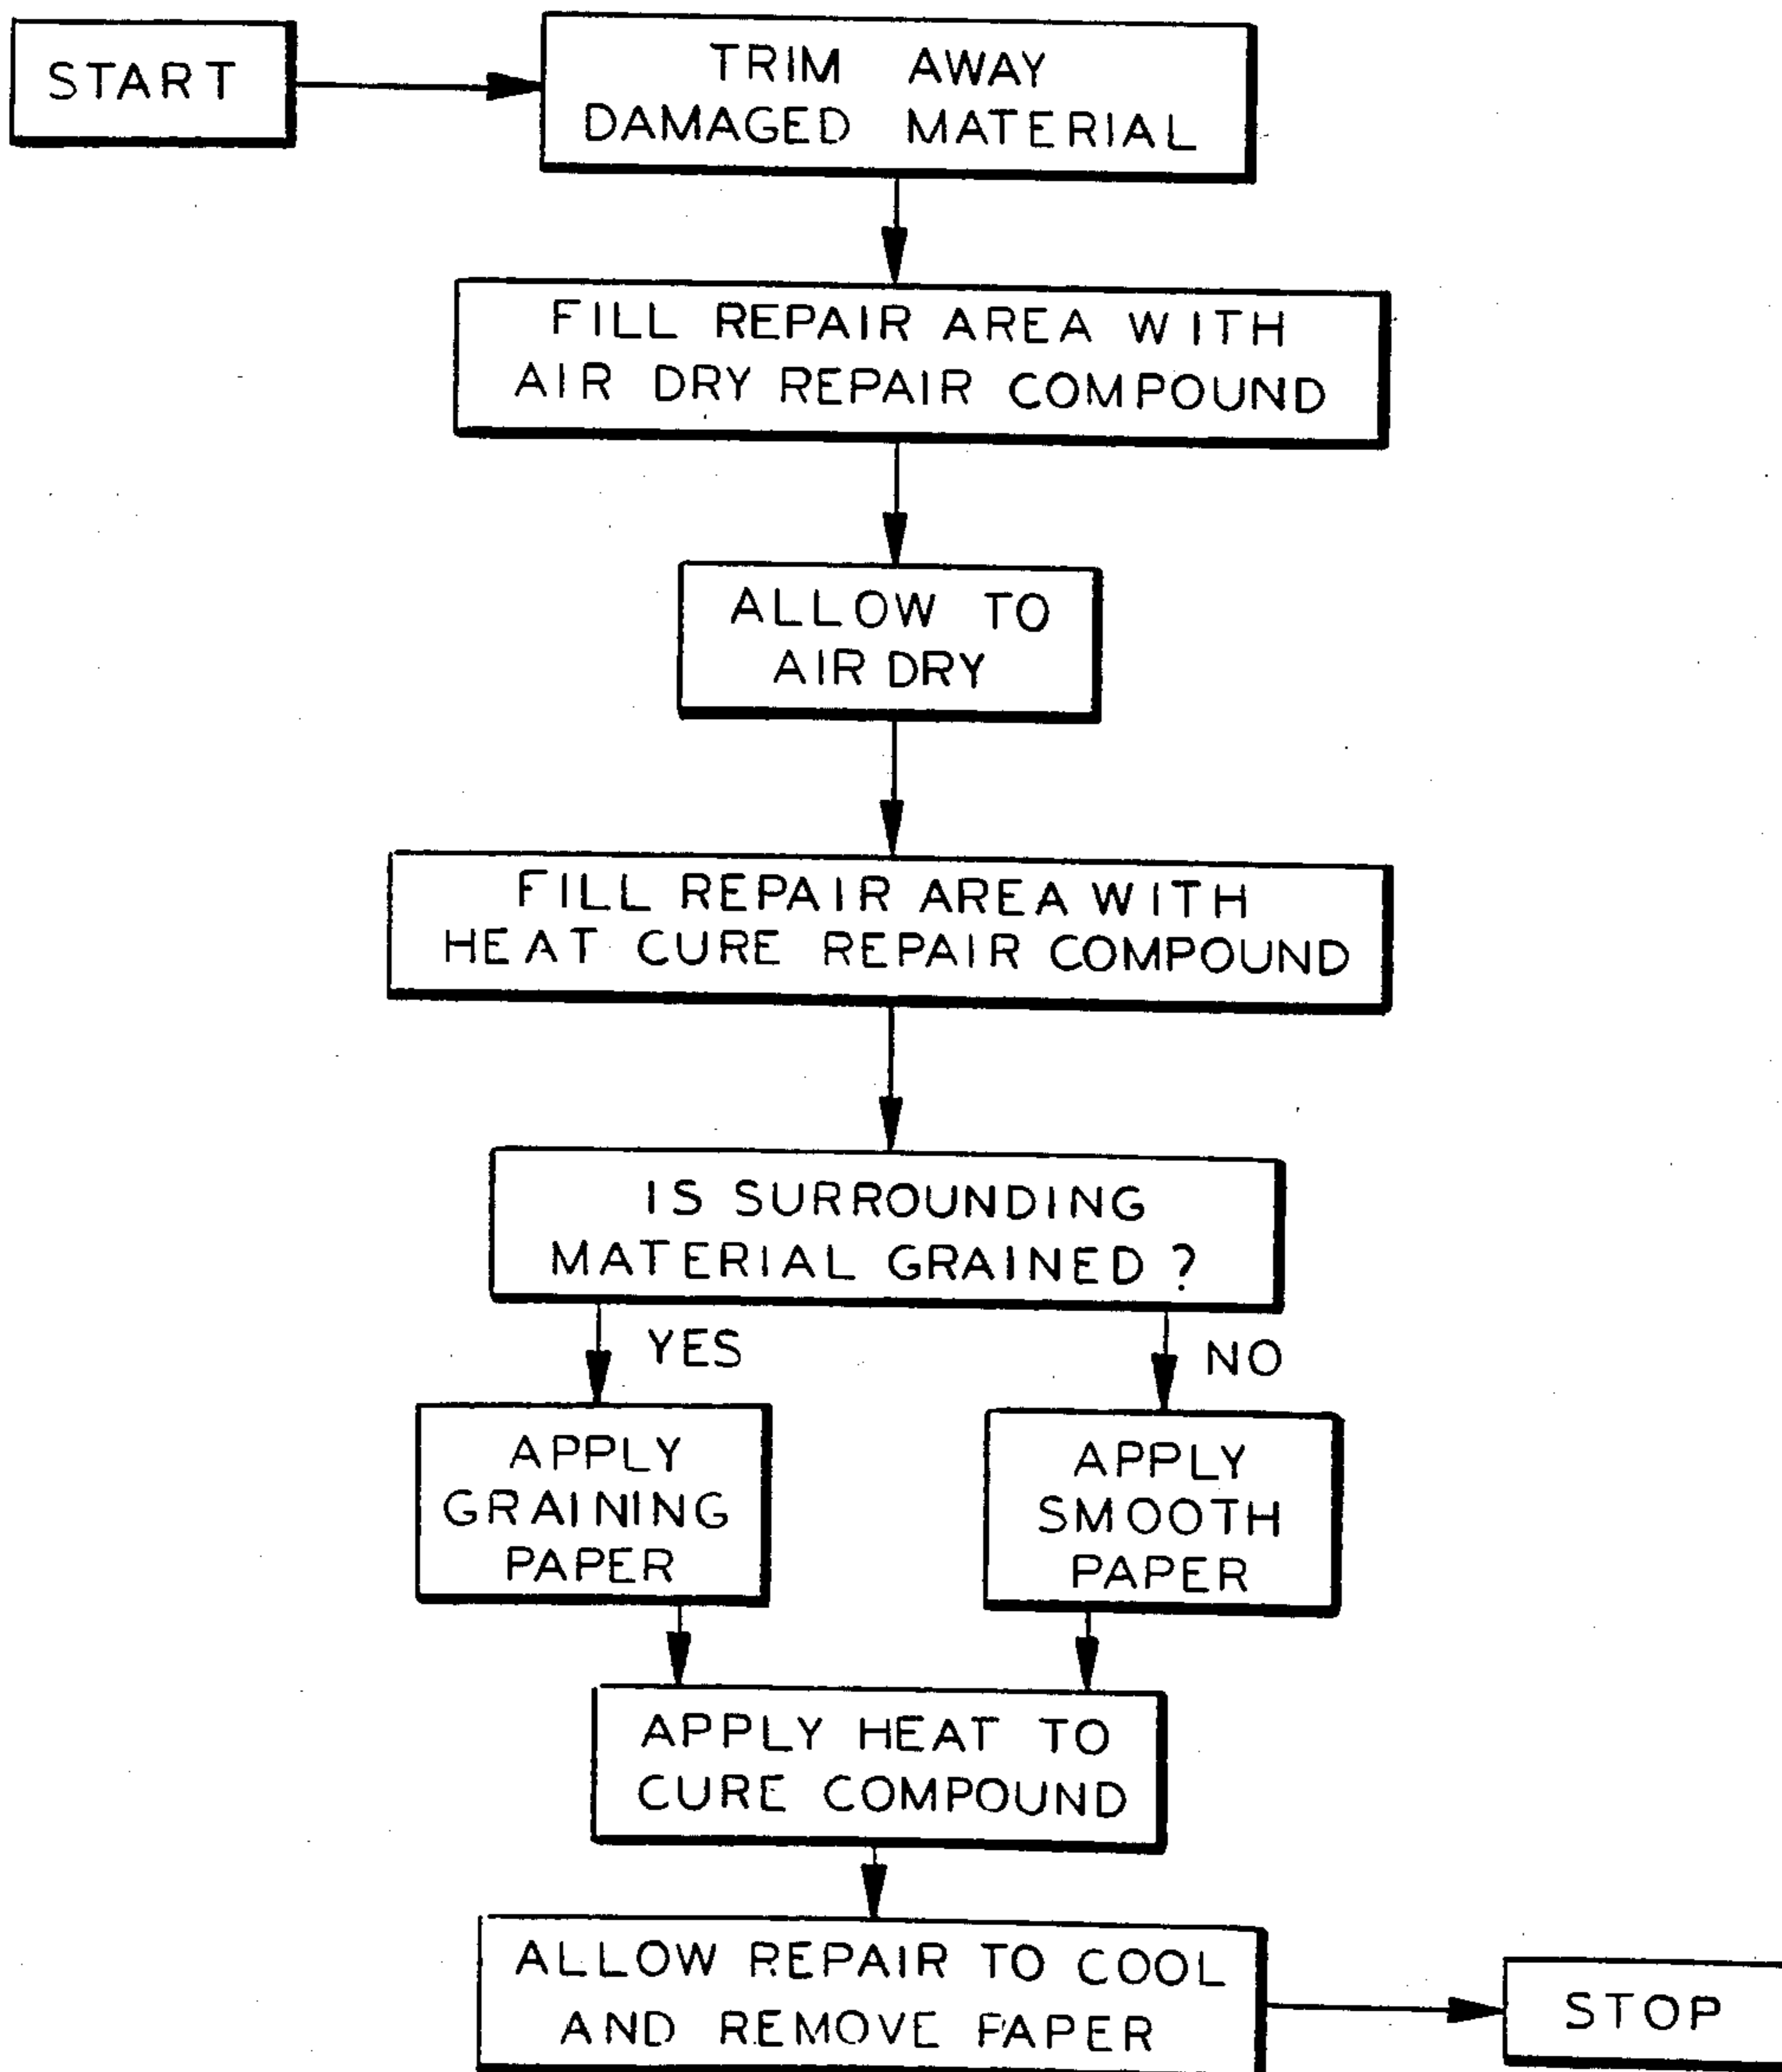 START
TRIM AWAY
DAMAGED MATERIAL
FILL REPAIR AREA WITH
AIR DRY REPAIR COMPOUND
ALLOW TO
AIR DRY
FILL REPAIR AREA WITH
HEAT CURE REPAIR COMPOUND
IS SURROUNDING
MATERIAL GRAINED ?
YES
NO
APPLY
GRAINING
PAPER
APPLY
SMOOTH
PAPER
APPLY HEAT TO
CURE COMPOUND
ALLOW REPAIR TO COOL
AND REMOVE PAPER
STOP